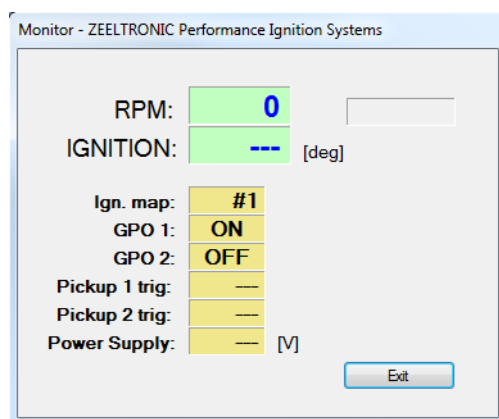 Monitor - ZEELTRONIC Performance Ignition Systems
RPM: 0
IGNITION: --- [deg]
Ign. map: #1
GPO 1: ON
GPO 2: OFF
Pickup 1 trig: ---
Pickup 2 trig: ---
Power Supply: --- [V]
Exit